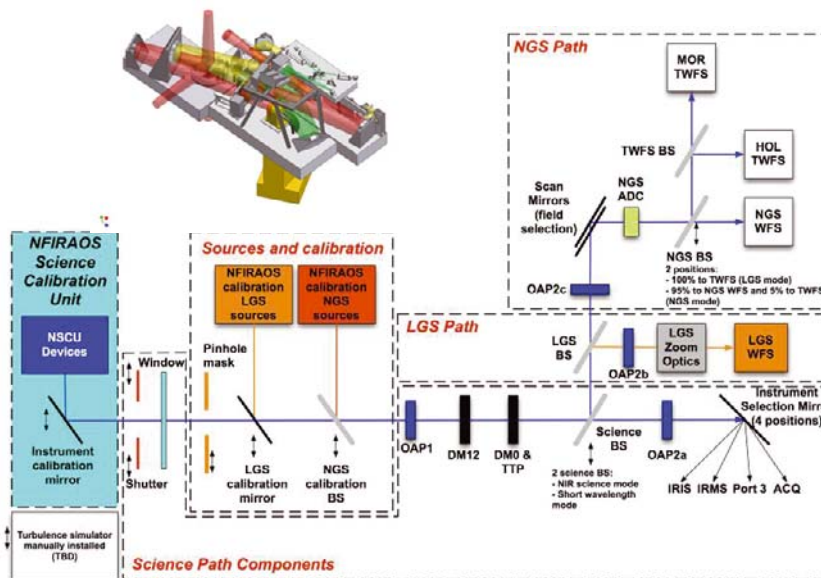 NGS Path
MOR
TWFS
TWFS BS
HOL
TWFS
NGS
ADC
Scan
Mirrors
(field
selection)
NGS
WFS
NGS BS
2 positions:
- 100% to TWFS (LGS mode)
- 95% to NGS WFS and 5% to TWFS
(NGS mode)
OAP2c
NFIRAOS
Science
Calibration
Unit
NSCU
Devices
Instrument
calibration
mirror
Turbulence simulator
manually installed
(TBD)
Sources and calibration
NFIRAOS
calibration
LGS
sources
NFIRAOS
calibration
NGS
sources
Window
Pinhole
mask
Shutter
LGS
calibration
mirror
NGS
calibration
BS
LGS Path
LGS
BS
OAP2b
LGS
Zoom
Optics
LGS
WFS
OAP1
DM12
DM0 &
TTP
Science
BS
2 science BS:
- NIR science mode
- Short wavelength
mode
OAP2a
Instrument
Selection Mirr
(4 positions)
IRIS
IRMS
Port 3
ACQ
Science Path Components